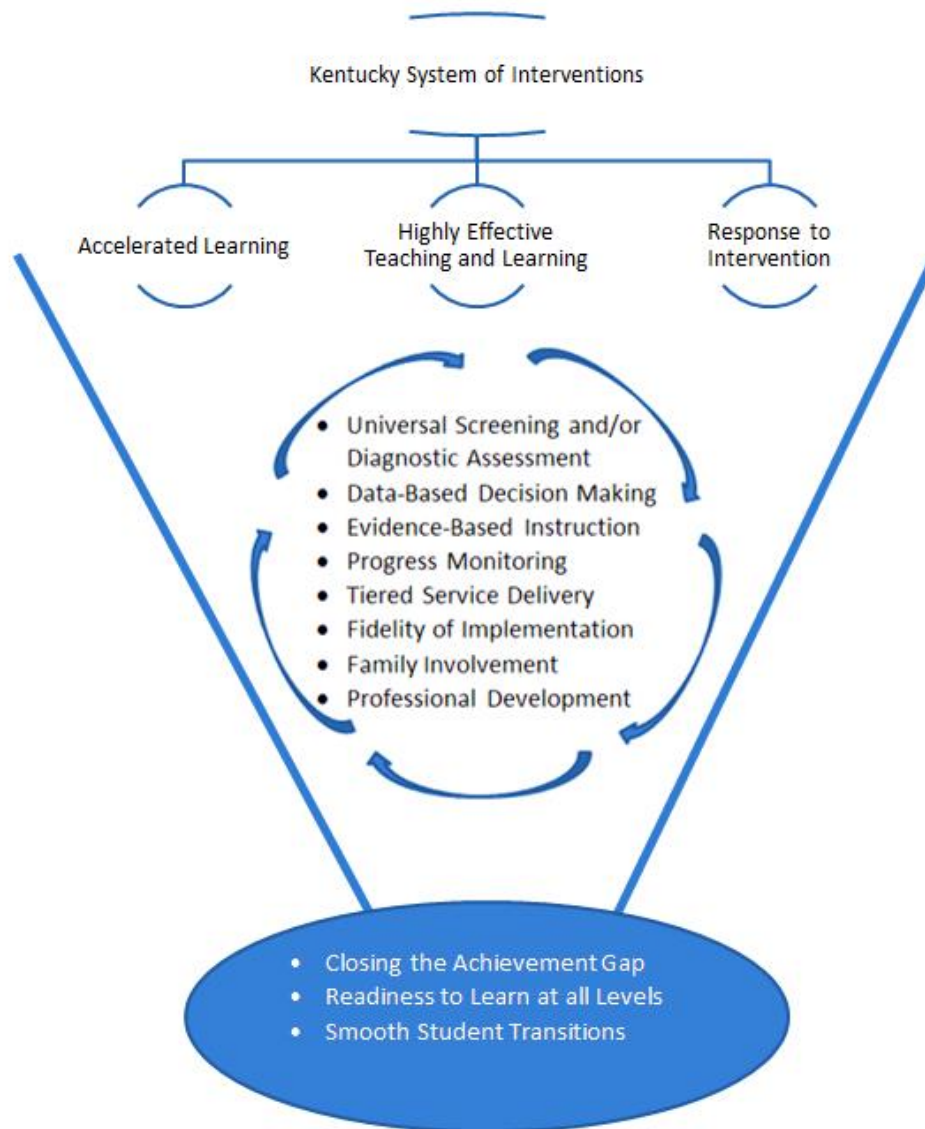 Kentucky System of Interventions
Accelerated Learning
Highly Effective
Teaching and Learning
Response to
Intervention
• Universal Screening and/or
Diagnostic Assessment
• Data-Based Decision Making
• Evidence-Based Instruction
• Progress Monitoring
• Tiered Service Delivery
• Fidelity of Implementation
• Family Involvement
• Professional Development
• Closing the Achievement Gap
• Readiness to Learn at all Levels
• Smooth Student Transitions